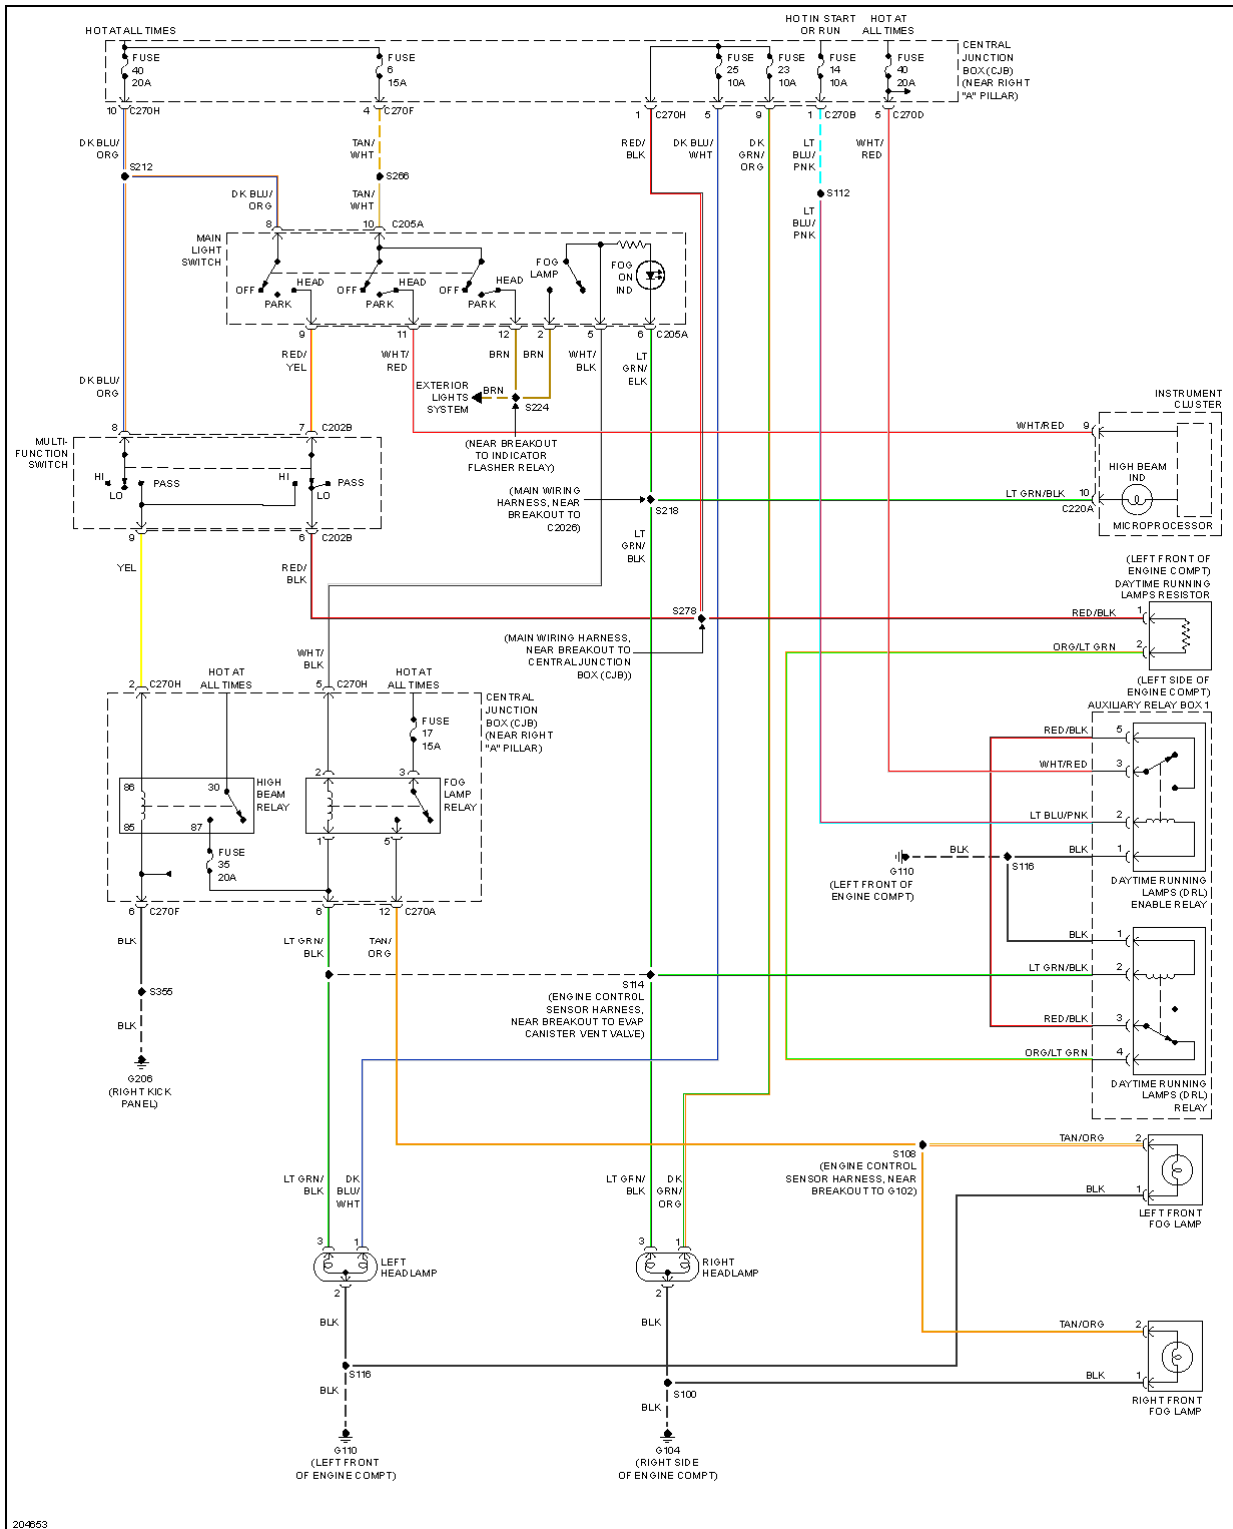 HOT AT ALL TIMES
HOT IN START
OR RUN
HOT AT
ALL TIMES
FUSE
40
20A
FUSE
6
15A
FUSE
25
10A
FUSE
23
10A
FUSE
14
10A
FUSE
40
20A
CENTRAL
JUNCTION
BOX (CJB)
(NEAR RIGHT
"A" PILLAR)
10 C270H
4 C270F
1 C270H
5
9
1 C270B
5 C270D
DK BLU/
ORG
TAN/
WHT
RED/
BLK
DK BLU/
WHT
DK
GRN/
ORG
LT
BLU/
PNK
WHT/
RED
S212
S266
S112
DK BLU/
ORG
TAN/
WHT
LT
BLU/
PNK
8
10 C205A
MAIN
LIGHT
SWITCH
OFF
PARK
HEAD
OFF
PARK
HEAD
OFF
PARK
HEAD
FOG
LAMP
FOG
ON
IND
9
11
12
2
5
6 C205A
RED/
YEL
WHT/
RED
BRN
BRN
WHT/
BLK
LT
GRN/
ELK
DK BLU/
ORG
EXTERIOR
LIGHTS
SYSTEM
BRN
S224
(NEAR BREAKOUT
TO INDICATOR
FLASHER RELAY)
INSTRUMENT
CLUSTER
WHT/RED 9
HIGH BEAM
IND
LT GRN/BLK 10
C220A
MICROPROCESSOR
8
7 C202B
MULTI-
FUNCTION
SWITCH
HI
LO
PASS
HI
LO
PASS
9
6 C202B
(MAIN WIRING
HARNESS, NEAR
BREAKOUT TO
C2026)
S218
YEL
RED/
BLK
LT
GRN/
BLK
(LEFT FRONT OF
ENGINE COMPT)
DAYTIME RUNNING
LAMPS RESISTOR
RED/BLK 1
ORG/LT GRN 2
S278
(MAIN WIRING HARNESS,
NEAR BREAKOUT TO
CENTRAL JUNCTION
BOX (CJB))
WHT/
BLK
HOT AT
ALL TIMES
HOT AT
ALL TIMES
2 C270H
5 C270H
CENTRAL
JUNCTION
BOX (CJB)
(NEAR RIGHT
"A" PILLAR)
FUSE
17
15A
(LEFT SIDE OF
ENGINE COMPT)
AUXILIARY RELAY BOX 1
RED/BLK 5
WHT/RED 3
LT BLU/PNK 2
BLK 1
86
30
HIGH
BEAM
RELAY
85
87
2
3
FOG
LAMP
RELAY
1
5
FUSE
35
20A
BLK
G110
(LEFT FRONT OF
ENGINE COMPT)
S116
DAYTIME RUNNING
LAMPS (DRL)
ENABLE RELAY
6 C270F
6
12 C270A
BLK
LT GRN/
BLK
TAN/
ORG
BLK 1
LT GRN/BLK 2
RED/BLK 3
ORG/LT GRN 4
DAYTIME RUNNING
LAMPS (DRL)
RELAY
S355
BLK
G206
(RIGHT KICK
PANEL)
S114
(ENGINE CONTROL
SENSOR HARNESS,
NEAR BREAKOUT TO EVAP
CANISTER VENT VALVE)
TAN/ORG 2
BLK 1
LEFT FRONT
FOG LAMP
S108
(ENGINE CONTROL
SENSOR HARNESS, NEAR
BREAKOUT TO G102)
LT GRN/
BLK
DK
BLU/
WHT
LT GFN/
BLK
DK
GRN/
ORG
3
1
LEFT
HEADLAMP
2
3
1
RIGHT
HEADLAMP
2
BLK
BLK
TAN/ORG 2
BLK 1
RIGHT FRONT
FOG LAMP
S116
S100
BLK
BLK
G110
(LEFT FRONT
OF ENGINE COMPT)
G104
(RIGHT SIDE
OF ENGINE COMPT)
204653